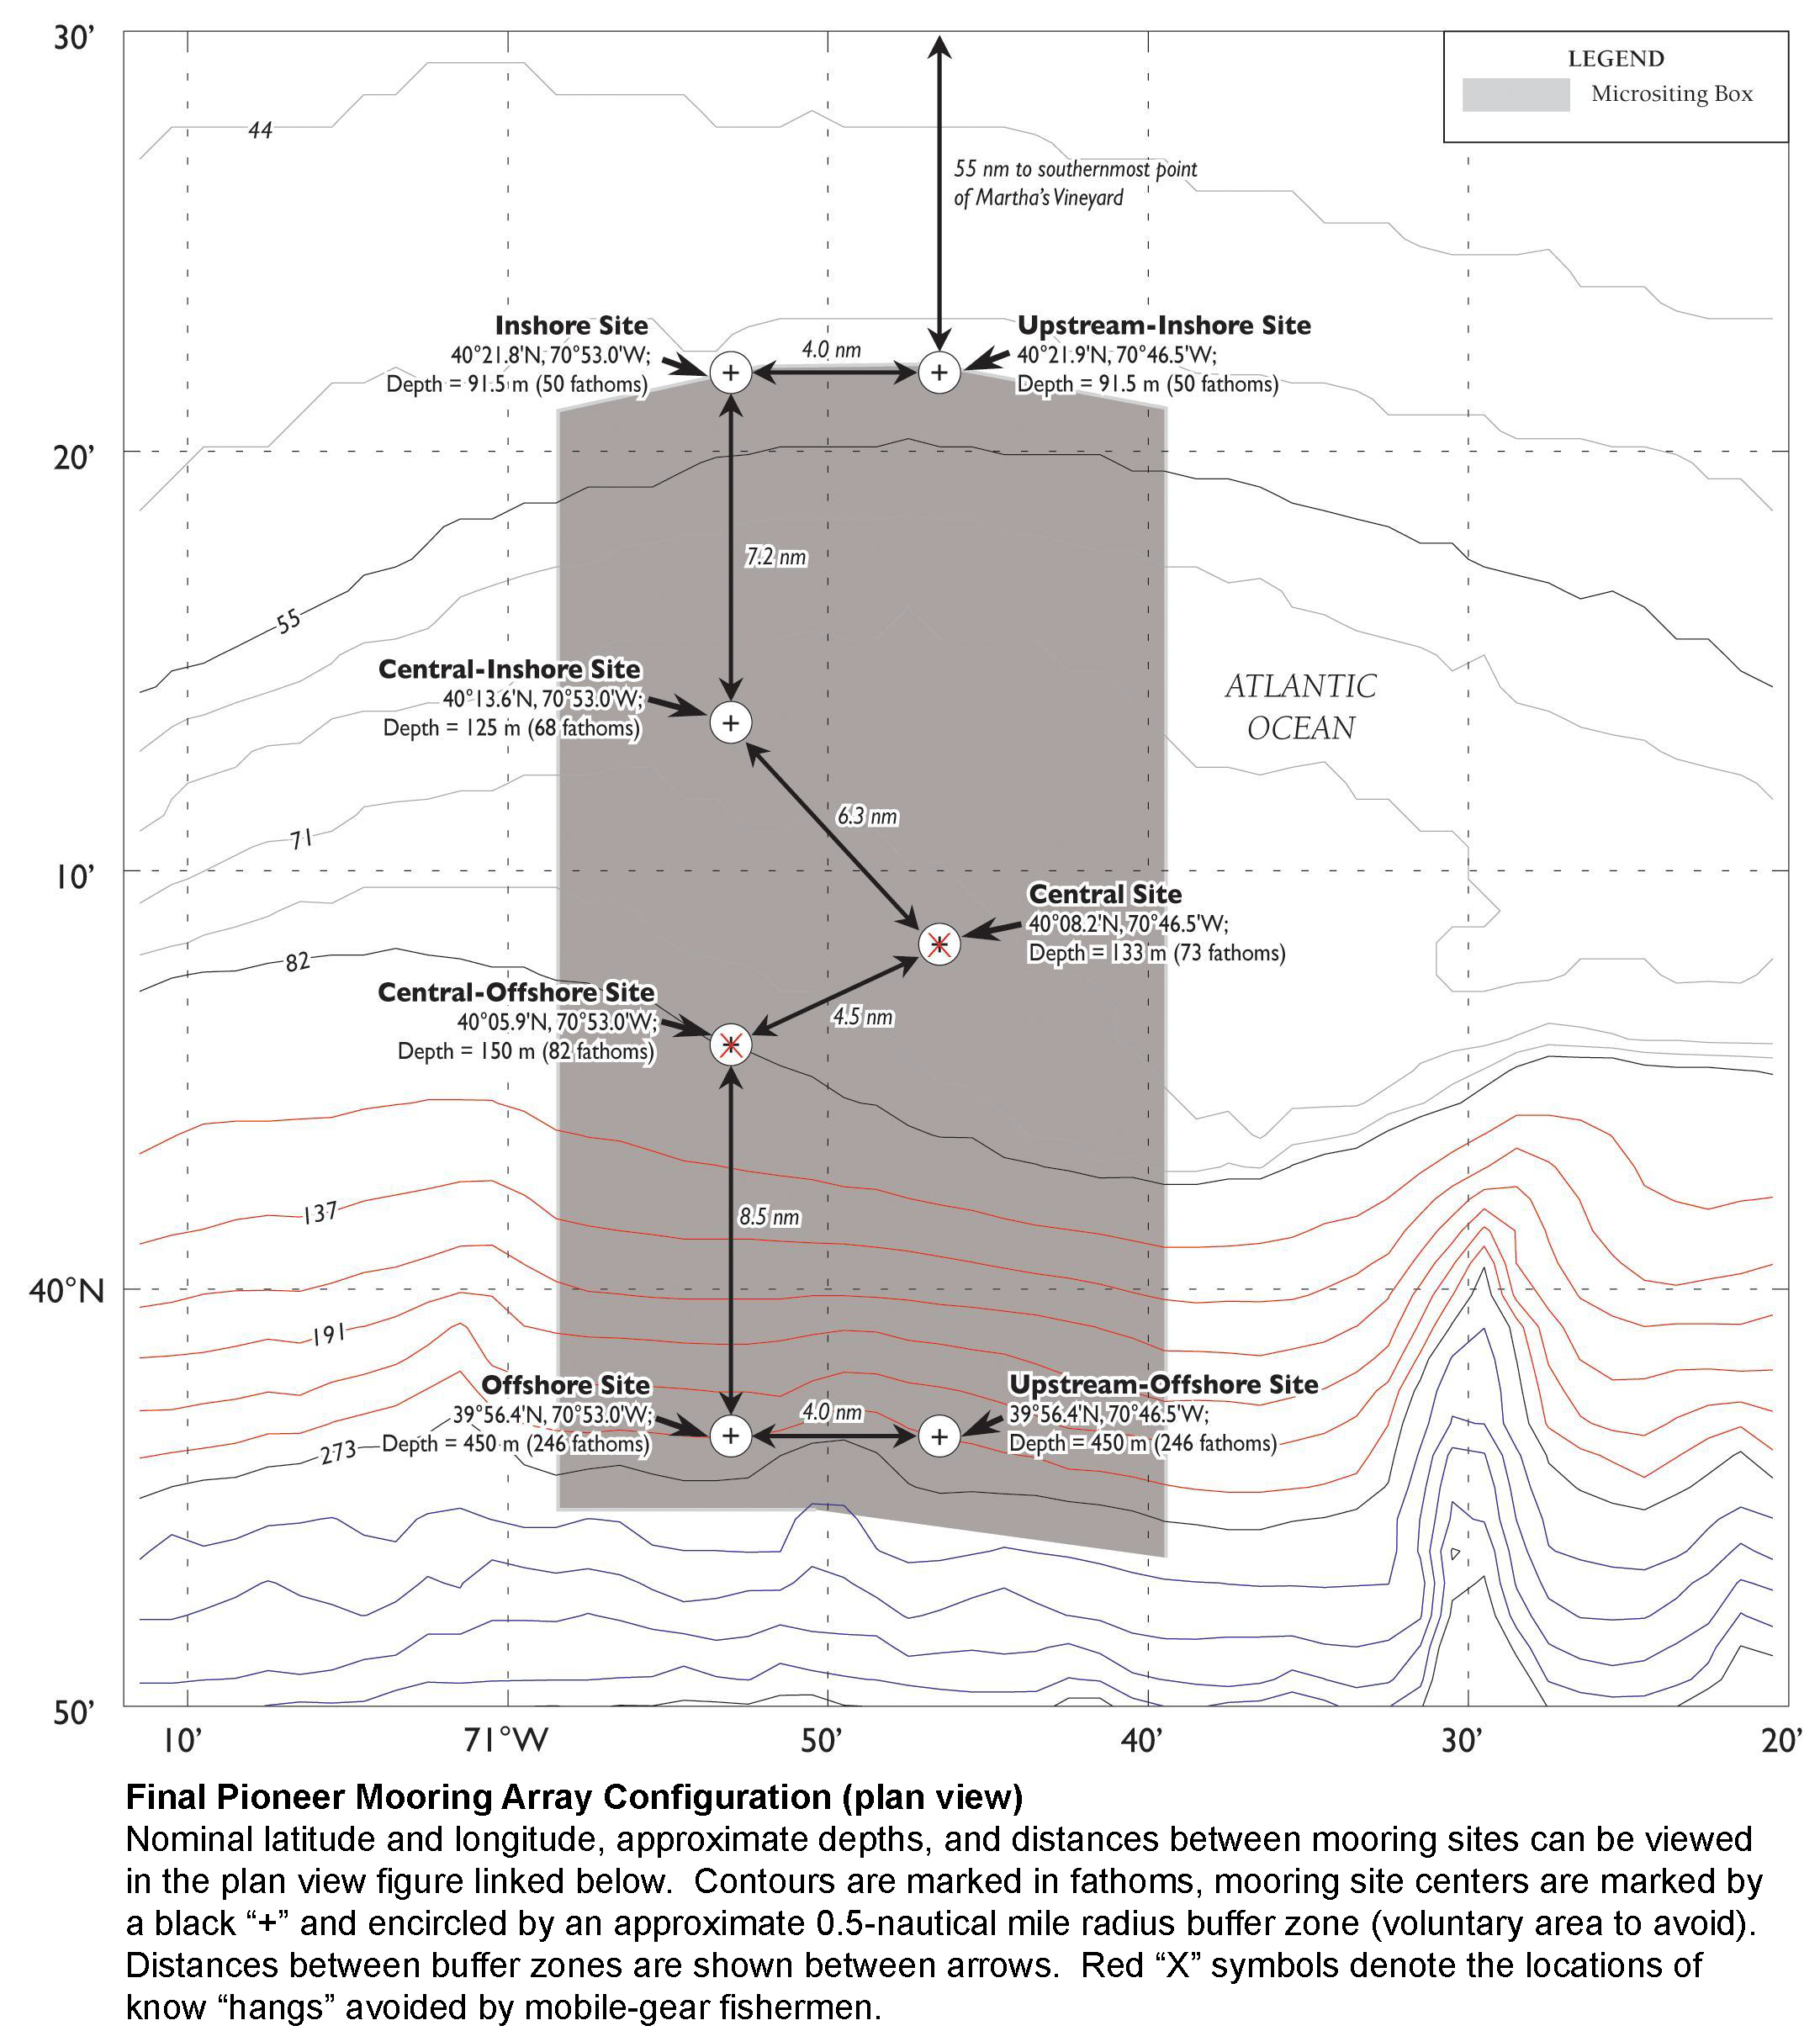 30'
LEGEND
Micrositing Box
44
55 nm to southernmost point
of Martha's Vineyard
Inshore Site
40°21.8'N, 70°53.0'W;
Depth = 91.5 m (50 fathoms)
4.0 nm
Upstream-Inshore Site
40°21.9'N, 70°46.5'W;
Depth = 91.5 m (50 fathoms)
20'
7.2 nm
55
Central-Inshore Site
40°13.6'N, 70°53.0'W;
Depth = 125 m (68 fathoms)
ATLANTIC
OCEAN
6.3 nm
71
10'
Central Site
40°08.2'N, 70°46.5'W;
Depth = 133 m (73 fathoms)
82
Central-Offshore Site
40°05.9'N, 70°53.0'W;
Depth = 150 m (82 fathoms)
4.5 nm
137
8.5 nm
40°N
191
Offshore Site
39°56.4'N, 70°53.0'W;
Depth = 450 m (246 fathoms)
4.0 nm
Upstream-Offshore Site
39°56.4'N, 70°46.5'W;
Depth = 450 m (246 fathoms)
273
50'
10'
71°W
50'
40'
30'
20'
Final Pioneer Mooring Array Configuration (plan view)
Nominal latitude and longitude, approximate depths, and distances between mooring sites can be viewed
in the plan view figure linked below. Contours are marked in fathoms, mooring site centers are marked by
a black “+” and encircled by an approximate 0.5-nautical mile radius buffer zone (voluntary area to avoid).
Distances between buffer zones are shown between arrows. Red “X” symbols denote the locations of
know “hangs” avoided by mobile-gear fishermen.